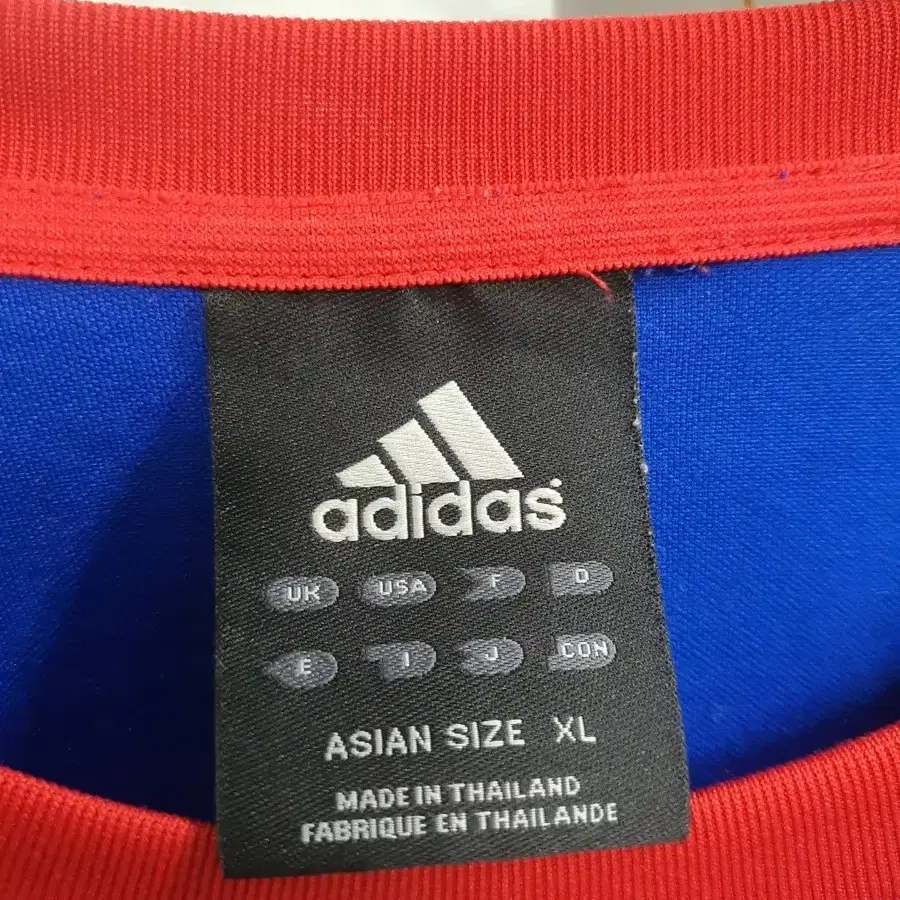 adidas
UK USA F D
E I J CON
ASIAN SIZE XL
MADE IN THAILAND
FABRIQUE EN THAILANDE